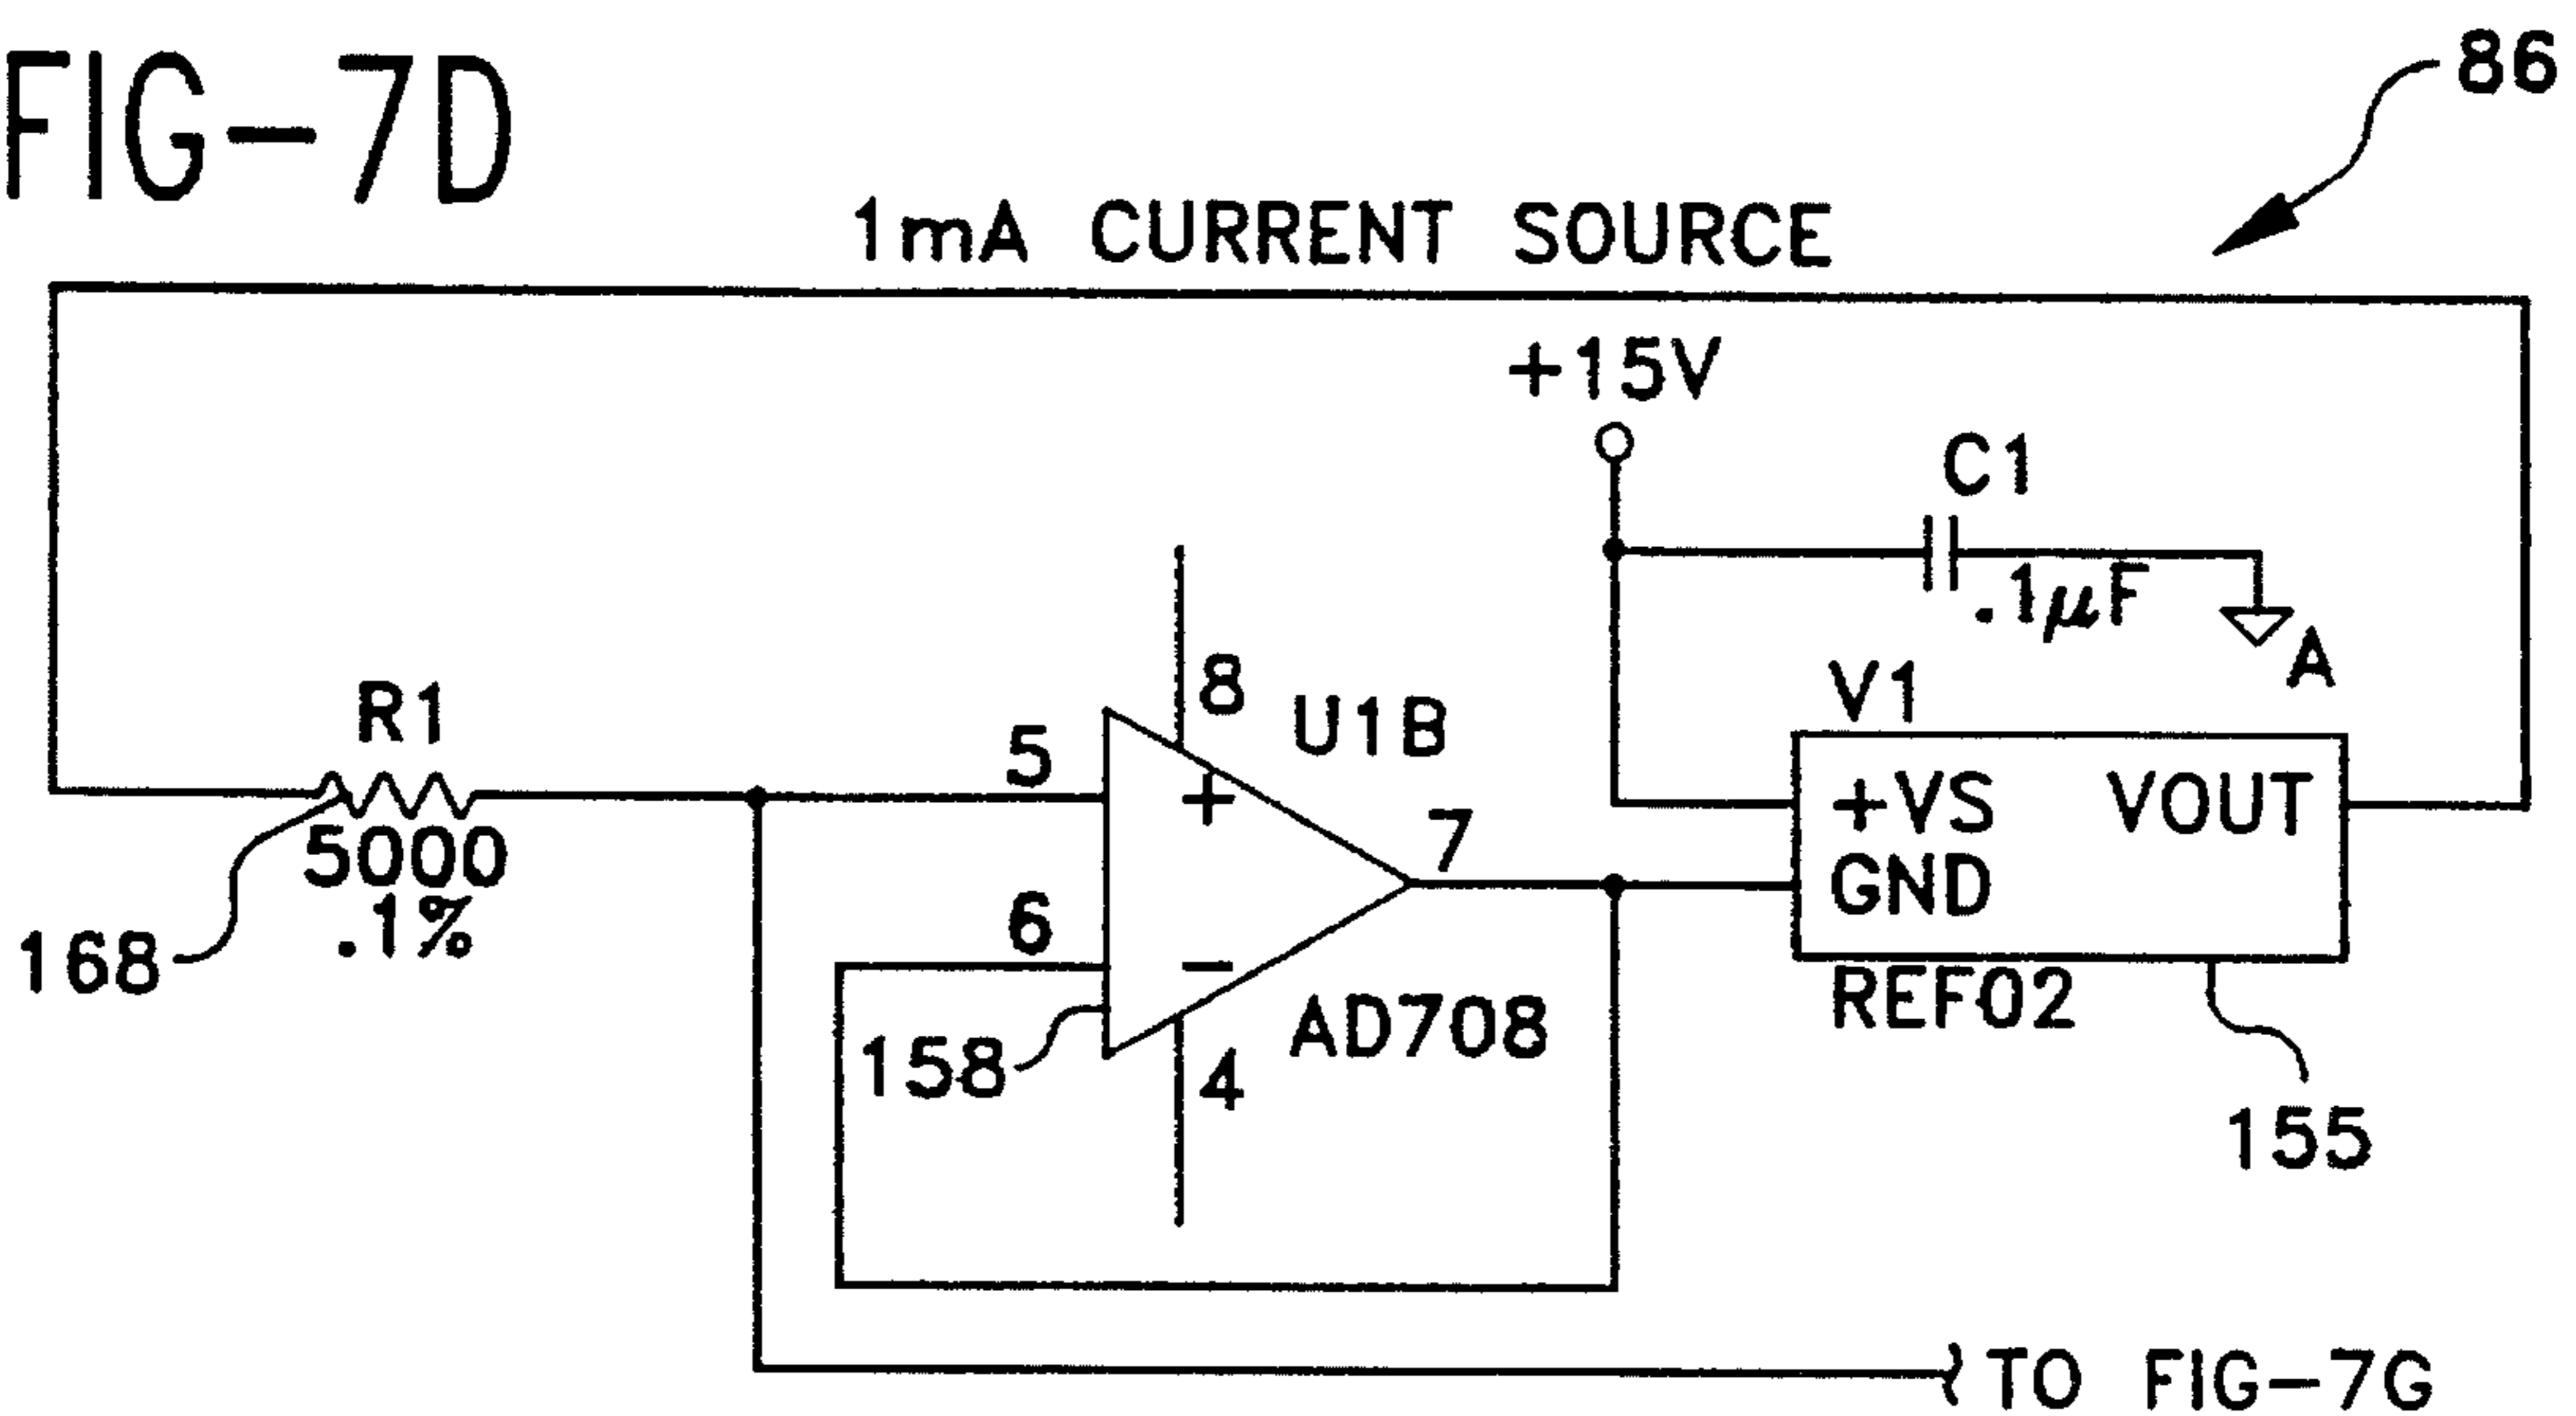 FIG-7D
86
1mA CURRENT SOURCE
+15V
C1
.1μF
A
R1
5000
.1%
168
5
8
U1B
+
6
−
7
158
4
AD708
V1
+VS VOUT
GND
REF02
155
TO FIG-7G